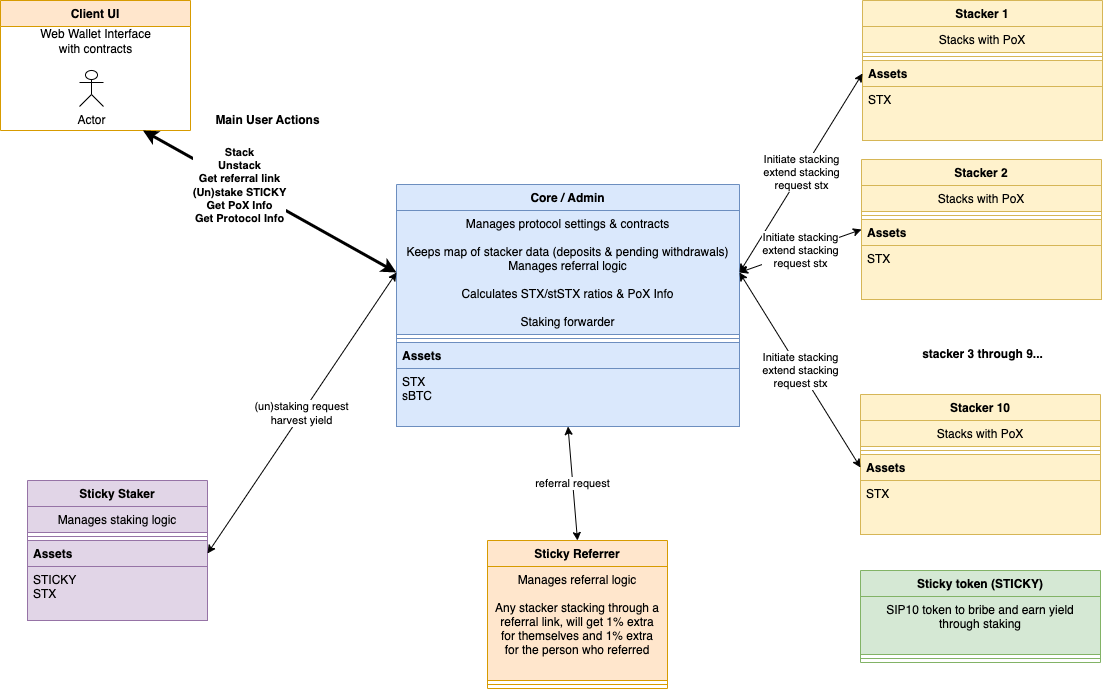 Client UI
Web Wallet Interface
with contracts
Actor
Main User Actions
Stack
Unstack
Get referral link
(Un)stake STICKY
Get PoX Info
Get Protocol Info
Core / Admin
Manages protocol settings & contracts
Keeps map of stacker data (deposits & pending withdrawals)
Manages referral logic
Calculates STX/stSTX ratios & PoX Info
Staking forwarder
Assets
STX
sBTC
Stacker 1
Stacks with PoX
Assets
STX
Initiate stacking
extend stacking
request stx
Stacker 2
Stacks with PoX
Assets
STX
Initiate stacking
extend stacking
request stx
stacker 3 through 9...
Initiate stacking
extend stacking
request stx
Stacker 10
Stacks with PoX
Assets
STX
(un)staking request
harvest yield
Sticky Staker
Manages staking logic
Assets
STICKY
STX
referral request
Sticky Referrer
Manages referral logic
Any stacker stacking through a
referral link, will get 1% extra
for themselves and 1% extra
for the person who referred
Sticky token (STICKY)
SIP10 token to bribe and earn yield
through staking